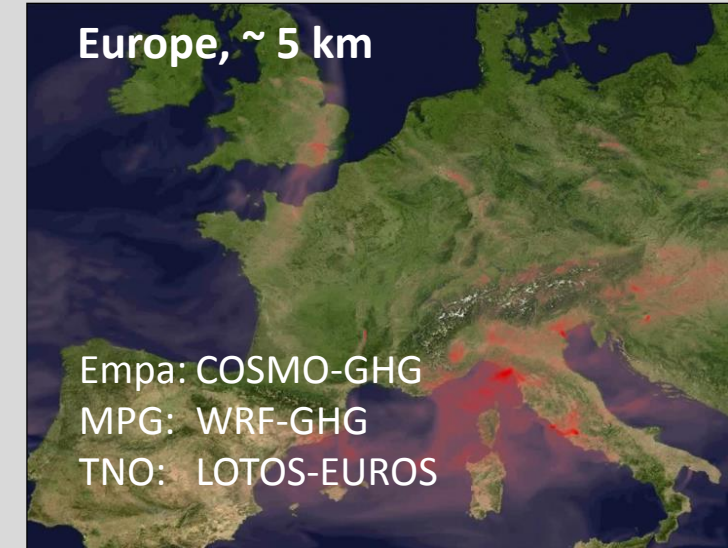 Europe, ~ 5 km
Empa: COSMO-GHG
MPG: WRF-GHG
TNO: LOTOS-EUROS